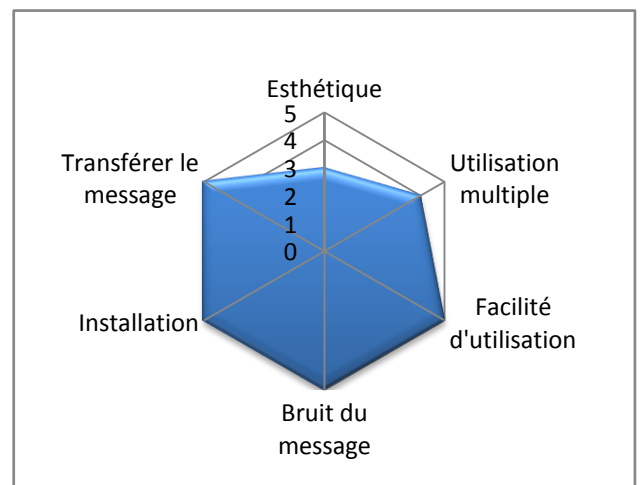 Esthétique
5
4
3
2
1
0
Utilisation
multiple
Facilité
d'utilisation
Bruit du
message
Installation
Transférer le
message